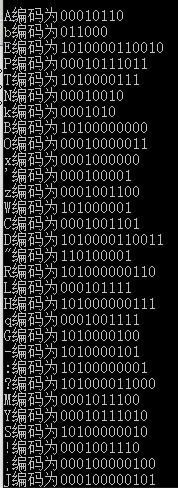 A编码为00010110
b编码为011000
E编码为1010000110010
P编码为00010111011
T编码为1010000111
N编码为00010010
k编码为0001010
B编码为10100000000
O编码为00010000011
x编码为0001000000
'编码为000100001
z编码为0001001100
W编码为101000001
C编码为0001001101
D编码为1010000110011
"编码为110100001
R编码为10100000110
L编码为000101111
H编码为101000000111
q编码为0001001111
G编码为1010000100
-编码为1010000101
:编码为10100000001
?编码为101000011000
M编码为0001011100
Y编码为00010111010
S编码为10100000010
!编码为0001001110
;编码为000100000100
J编码为000100000101